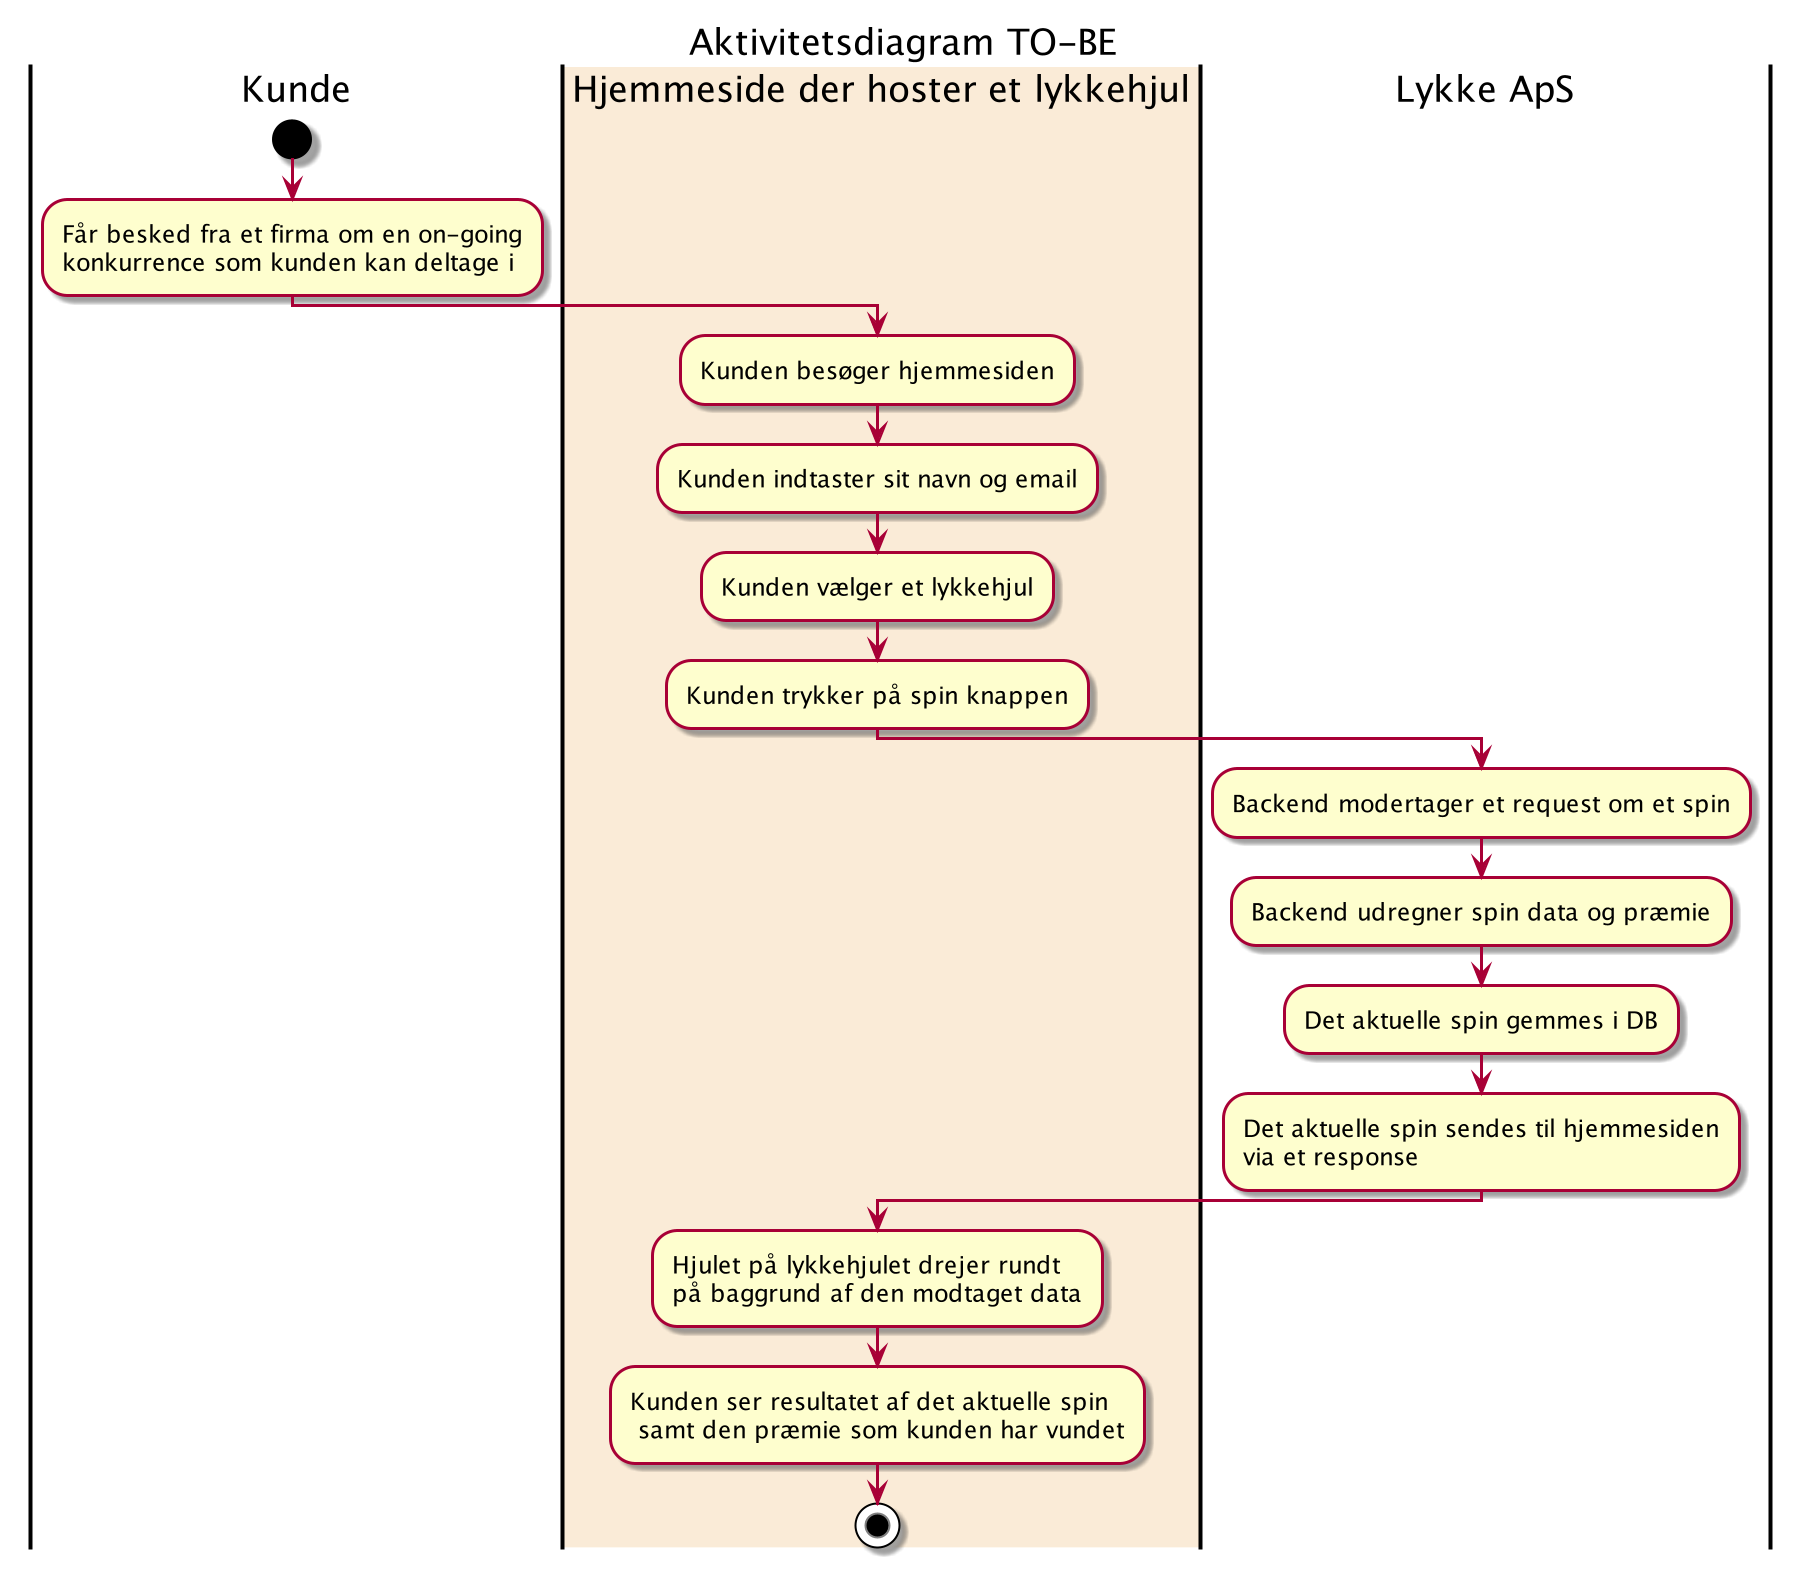 Aktivitetsdiagram TO-BE
Kunde
Hjemmeside der hoster et lykkehjul
Lykke ApS
Får besked fra et firma om en on-going
konkurrence som kunden kan deltage i
Kunden besøger hjemmesiden
Kunden indtaster sit navn og email
Kunden vælger et lykkehjul
Kunden trykker på spin knappen
Backend modertager et request om et spin
Backend udregner spin data og præmie
Det aktuelle spin gemmes i DB
Det aktuelle spin sendes til hjemmesiden
via et response
Hjulet på lykkehjulet drejer rundt
på baggrund af den modtaget data
Kunden ser resultatet af det aktuelle spin
samt den præmie som kunden har vundet